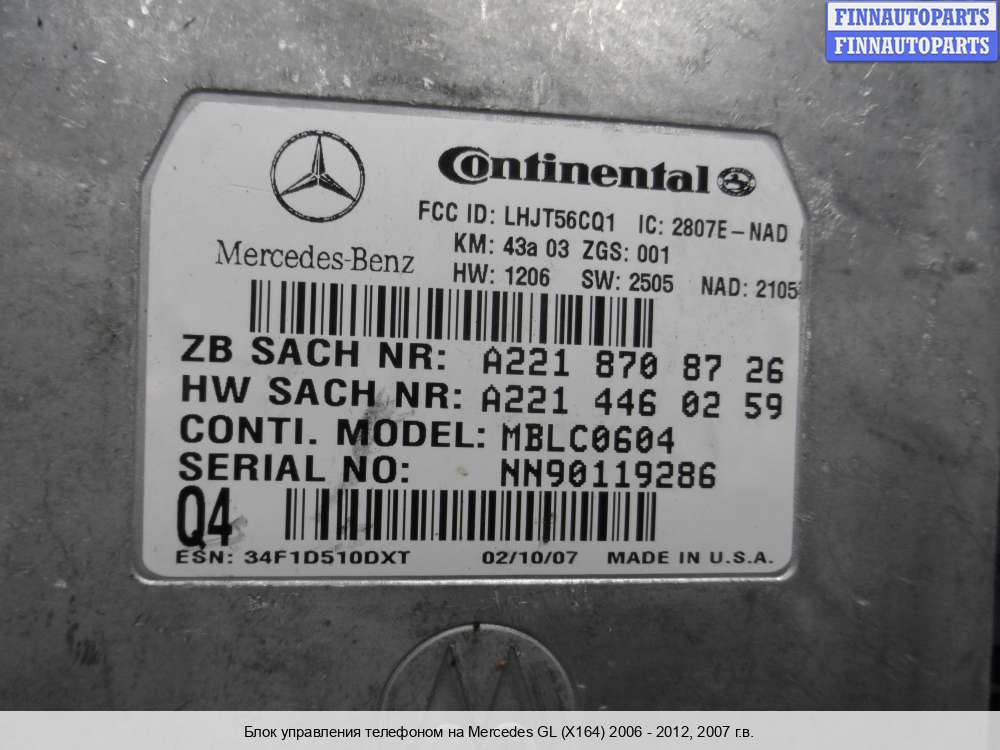 FINNAUTOPARTS
FINNAUTOPARTS
Continental
FCC ID: LHJT56CQ1 IC: 2807E-NAD
Mercedes-Benz
KM: 43a 03 ZGS: 001
HW: 1206 SW: 2505 NAD: 2105
ZB SACH NR: A221 870 87 26
HW SACH NR: A221 446 02 59
CONTI. MODEL: MBLC0604
SERIAL NO: NN90119286
Q4
ESN: 34F1D510DXT 02/10/07 MADE IN U.S.A.
Блок управления телефоном на Mercedes GL (X164) 2006 - 2012, 2007 г.в.